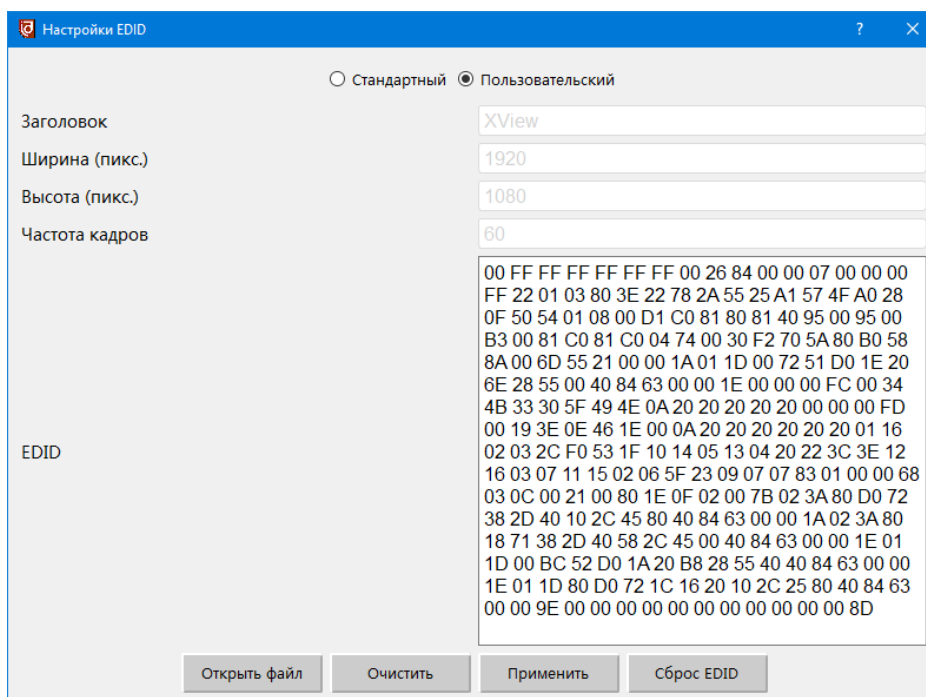 Настройки EDID
Стандартный Пользовательский
Заголовок XView
Ширина (пикс.) 1920
Высота (пикс.) 1080
Частота кадров 60
EDID
00 FF FF FF FF FF FF 00 26 84 00 00 07 00 00 00
FF 22 01 03 80 3E 22 78 2A 55 25 A1 57 4F A0 28
0F 50 54 01 08 00 D1 C0 81 80 81 40 95 00 95 00
B3 00 81 C0 81 C0 04 74 00 30 F2 70 5A 80 B0 58
8A 00 6D 55 21 00 00 1A 01 1D 00 72 51 D0 1E 20
6E 28 55 00 40 84 63 00 00 1E 00 00 00 FC 00 34
4B 33 30 5F 49 4E 0A 20 20 20 20 20 00 00 00 FD
00 19 3E 0E 46 1E 00 0A 20 20 20 20 20 20 01 16
02 03 2C F0 53 1F 10 14 05 13 04 20 22 3C 3E 12
16 03 07 11 15 02 06 5F 23 09 07 07 83 01 00 00 68
03 0C 00 21 00 80 1E 0F 02 00 7B 02 3A 80 D0 72
38 2D 40 10 2C 45 80 40 84 63 00 00 1A 02 3A 80
18 71 38 2D 40 58 2C 45 00 40 84 63 00 00 1E 01
1D 00 BC 52 D0 1A 20 B8 28 55 40 40 84 63 00 00
1E 01 1D 80 D0 72 1C 16 20 10 2C 25 80 40 84 63
00 00 9E 00 00 00 00 00 00 00 00 00 00 00 8D
Открыть файл Очистить Применить Сброс EDID